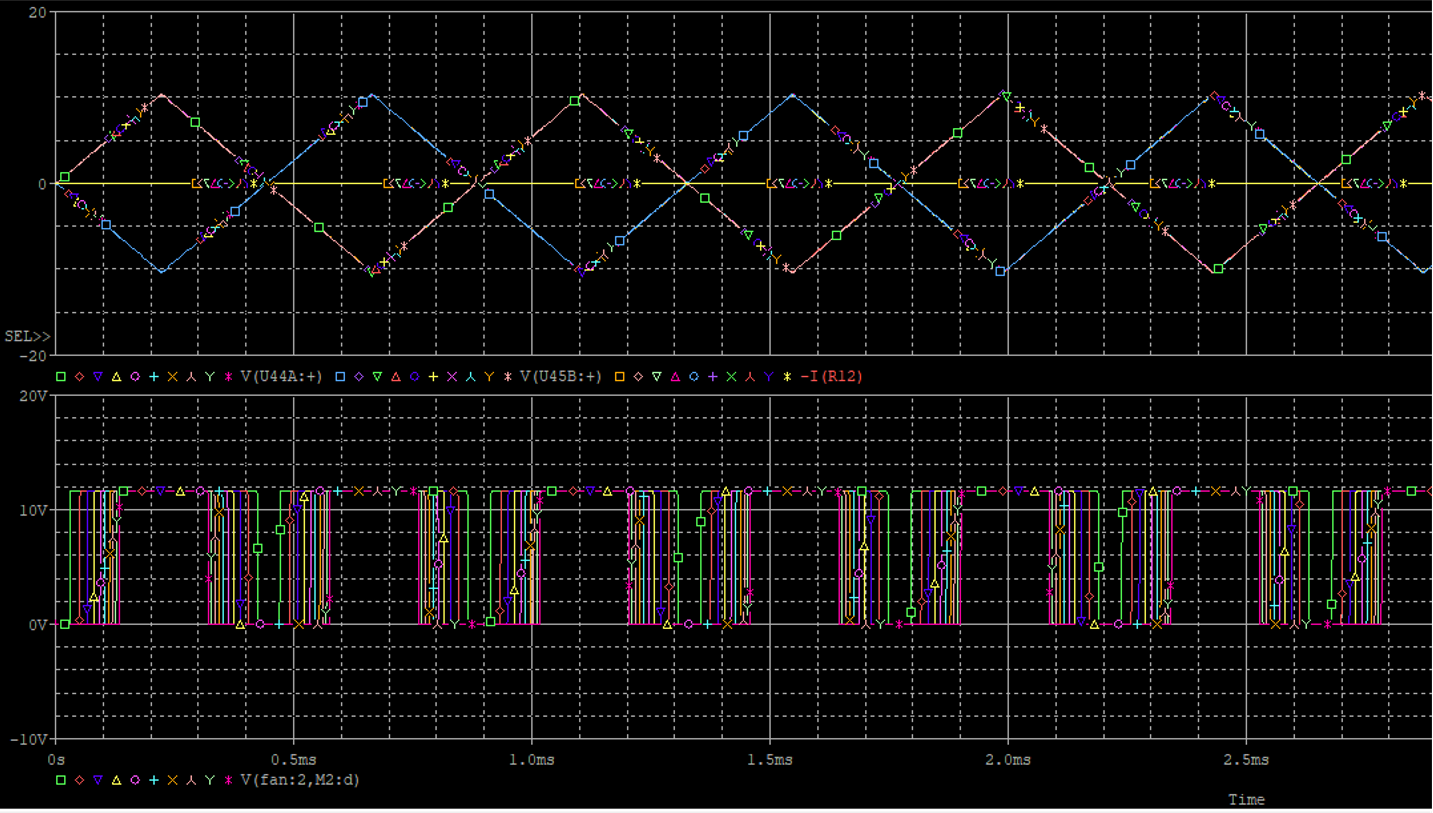 20
0
SEL>>
-20
V(U44A:+) V(U45B:+) -I(R12)
20V
10V
0V
-10V
0s 0.5ms 1.0ms 1.5ms 2.0ms 2.5ms
V(fan:2,M2:d)
Time